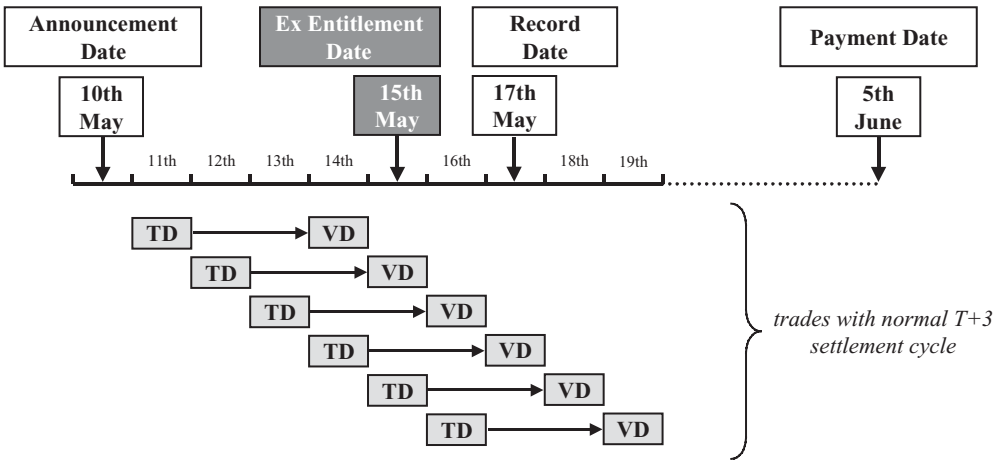 Announcement
Date
Ex Entitlement
Date
Record
Date
Payment Date
10th
May
15th
May
17th
May
5th
June
11th
12th
13th
14th
16th
18th
19th
TD
VD
TD
VD
TD
VD
TD
VD
TD
VD
TD
VD
trades with normal T+3
settlement cycle